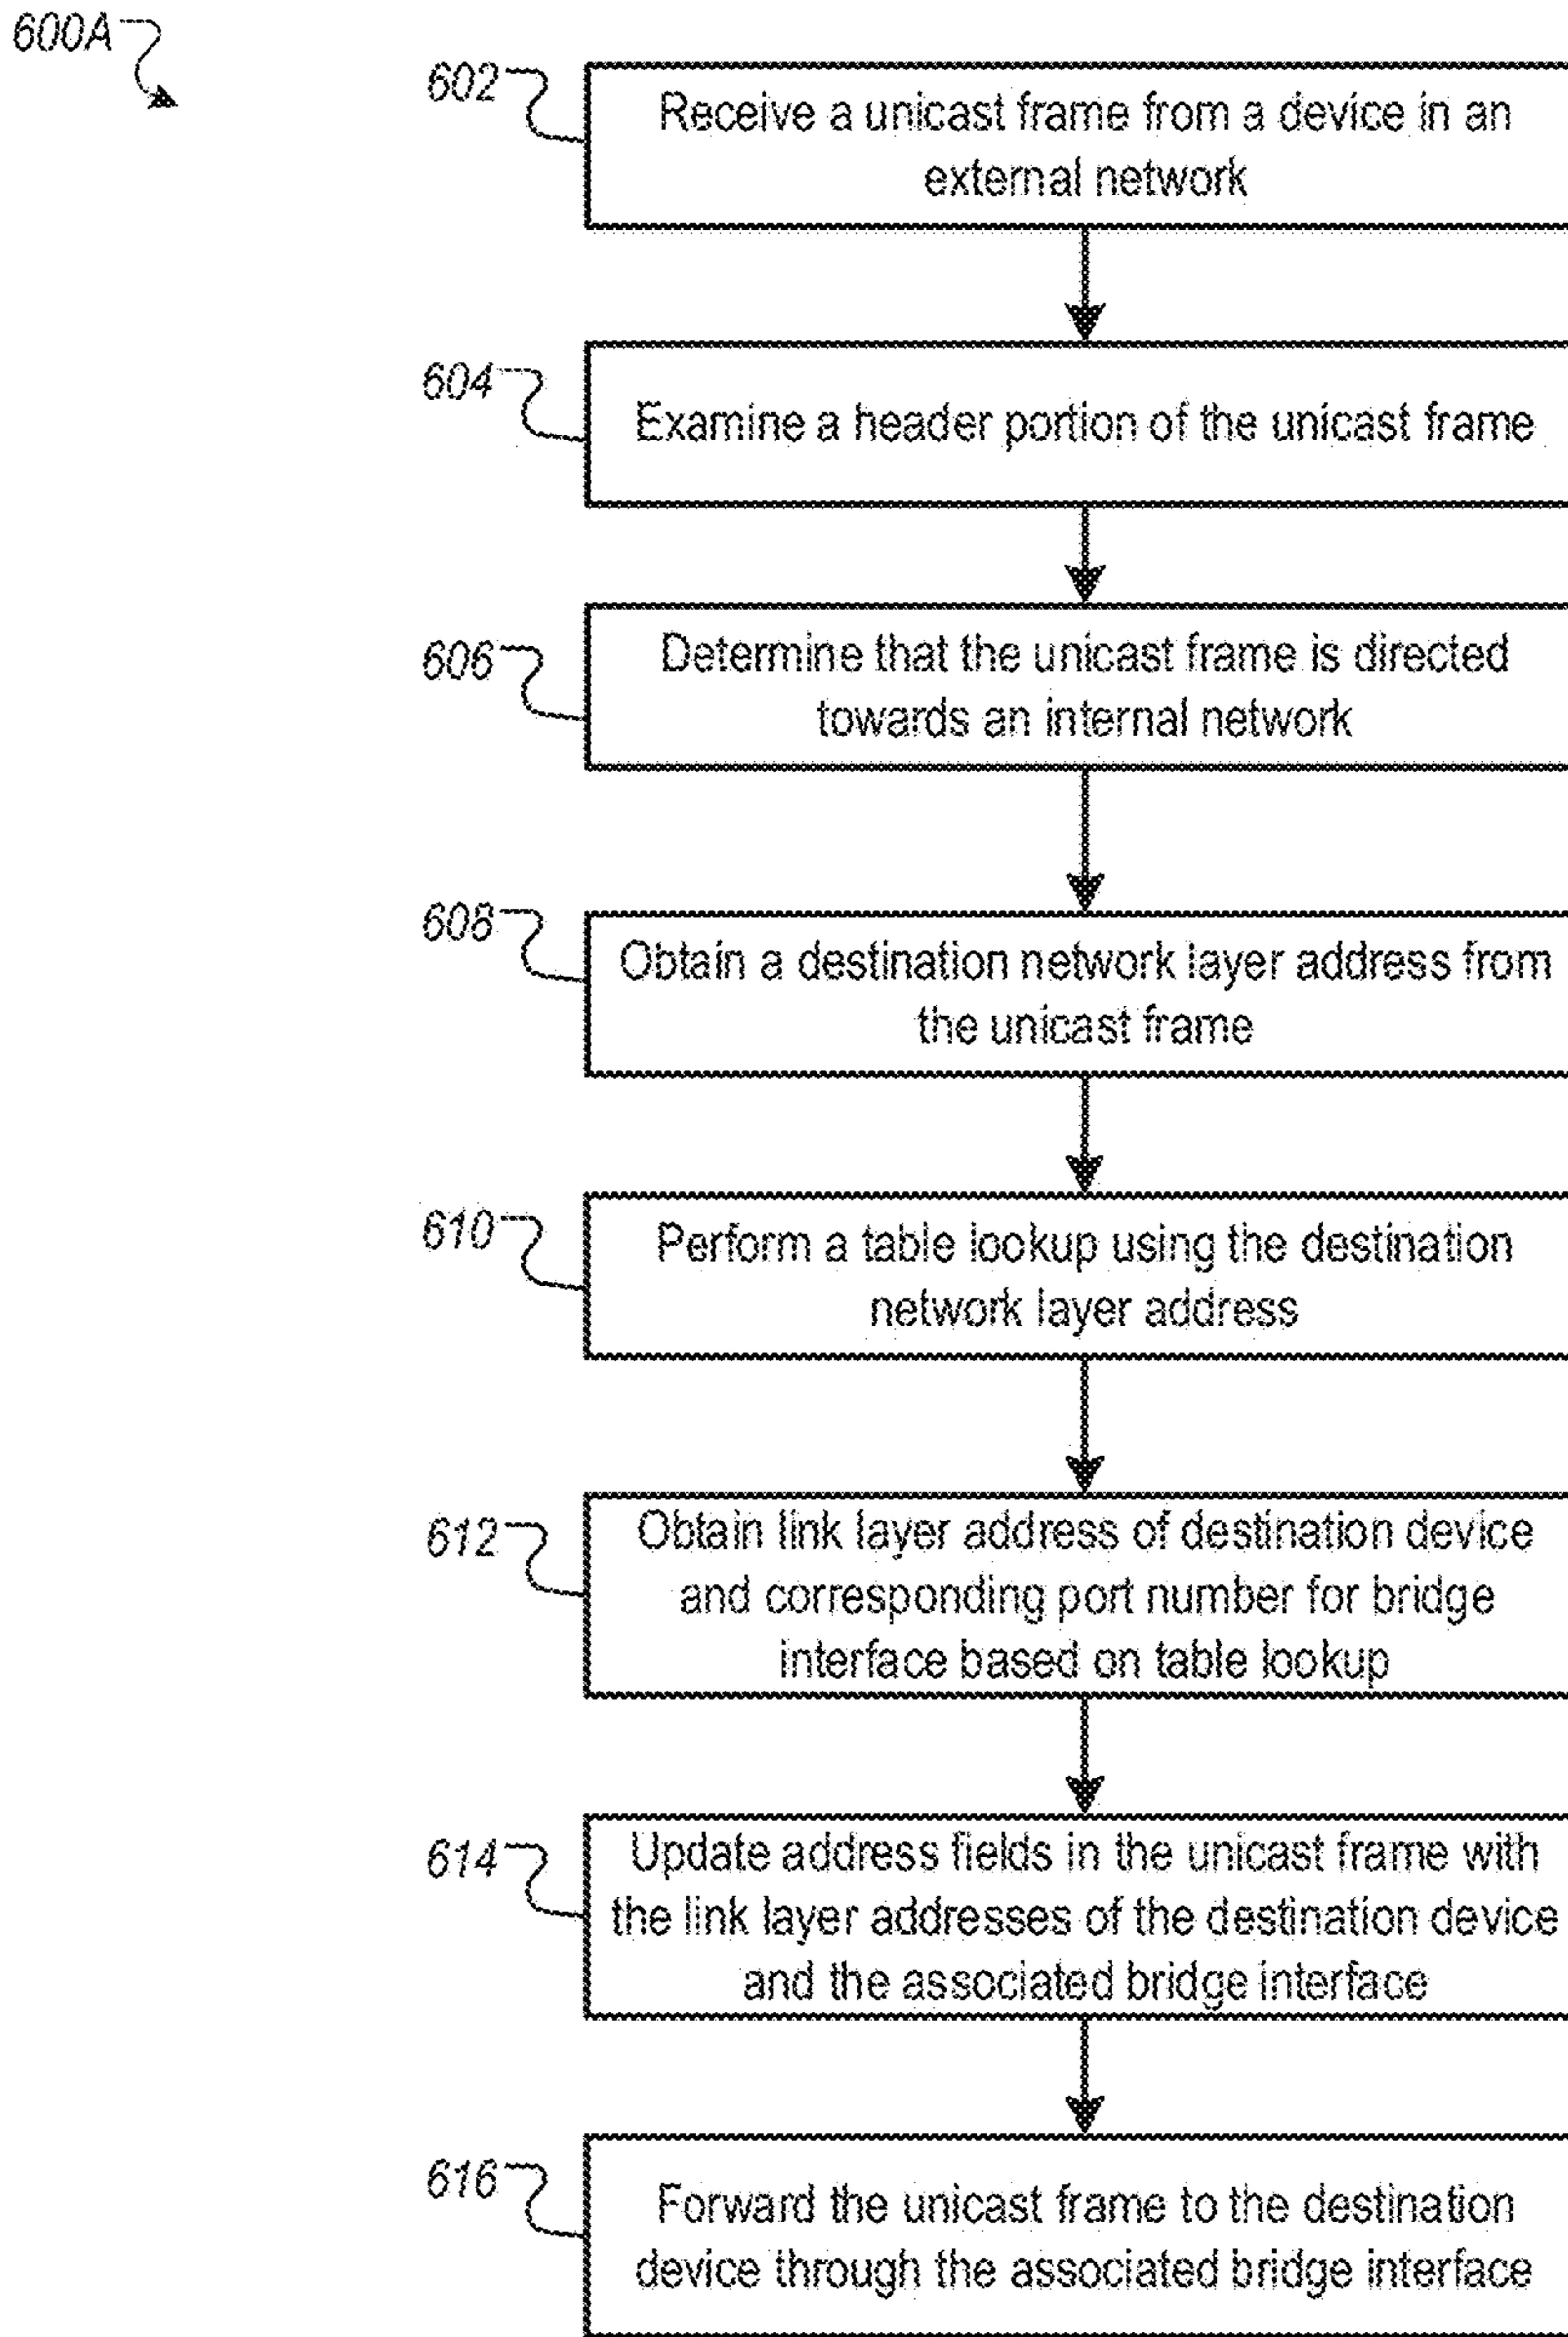 600A
602
Receive a unicast frame from a device in an
external network
604
Examine a header portion of the unicast frame
606
Determine that the unicast frame is directed
towards an internal network
608
Obtain a destination network layer address from
the unicast frame
610
Perform a table lookup using the destination
network layer address
612
Obtain link layer address of destination device
and corresponding port number for bridge
interface based on table lookup
614
Update address fields in the unicast frame with
the link layer addresses of the destination device
and the associated bridge interface
616
Forward the unicast frame to the destination
device through the associated bridge interface